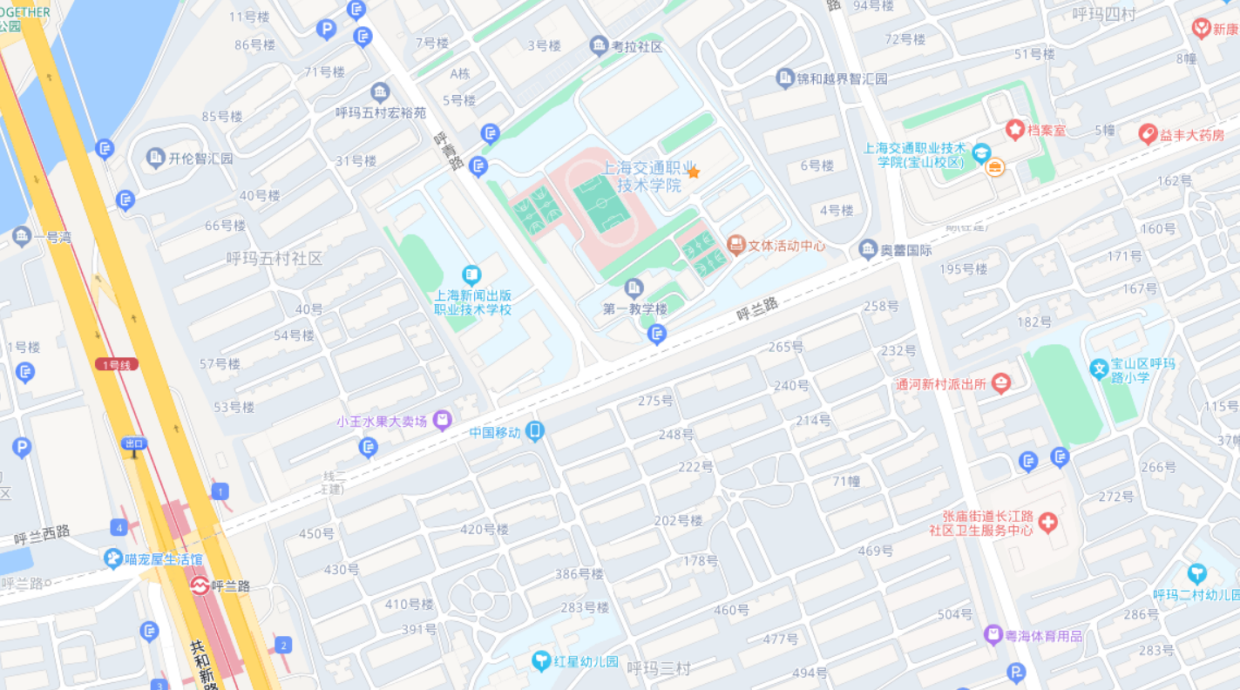 OGETHER
公园
11号楼
86号楼
71号楼
7号楼
A栋
5号楼
3号楼
考拉社区
94号楼
呼玛四村
72号楼
51号楼
新康
8幢
锦和越界智汇园
呼玛五村宏裕苑
85号楼
呼青路
开伦智汇园
31号楼
档案室
5幢
益丰大药房
上海交通职业技术
学院(宝山校区)
上海交通职业
技术学院
6号楼
40号楼
66号楼
4号楼
162号
160号
一号湾
呼玛五村社区
文体活动中心
奥蕾国际
195号楼
171号
167号
上海新闻出版
职业技术学校
第一教学楼
呼兰路
40号
54号楼
258号
182号
1号楼
265号
232号
1号线
57号楼
宝山区呼玛
路小学
240号
通河新村派出所
53号楼
275号
115号
小王水果大卖场
214号
中国移动
248号
出口
222号
71幢
266号
1
272号
4
450号
420号楼
202号楼
张庙街道长江路
社区卫生服务中心
呼兰西路
喵宠屋生活馆
178号
469号
430号
386号楼
呼兰路
呼玛二村幼儿园
410号楼
283号楼
460号
504号
286号
391号
粤海体育用品
477号
2
283号
共和新路
红星幼儿园
呼玛三村
494号
3